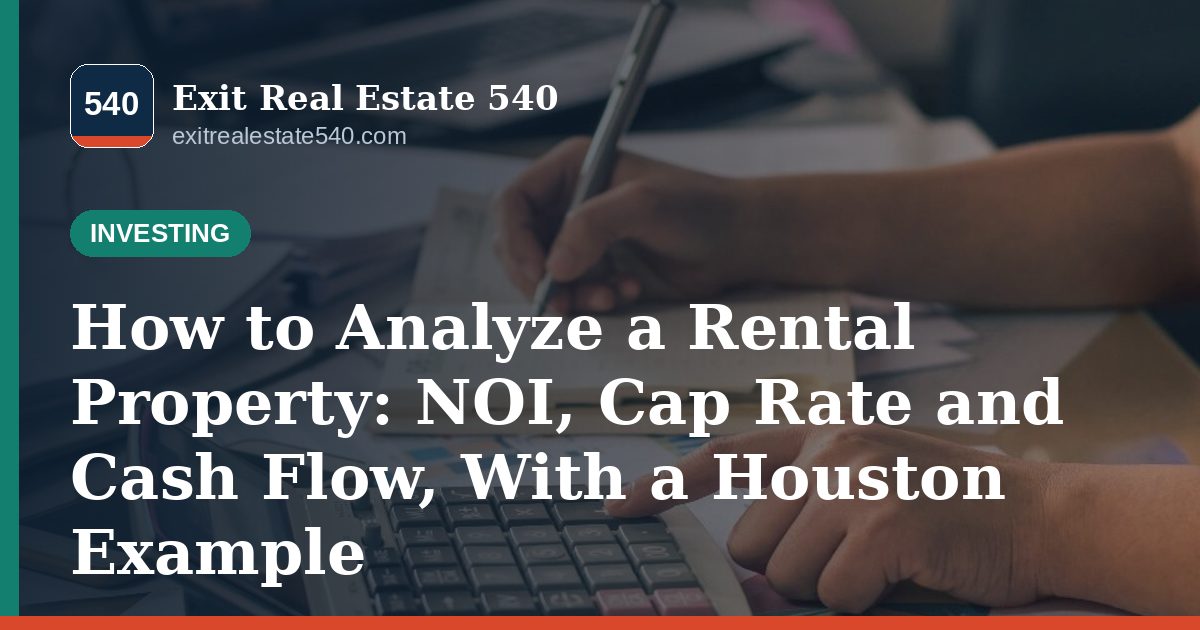 540
Exit Real Estate 540
exitrealestate540.com
INVESTING
How to Analyze a Rental
Property: NOI, Cap Rate and
Cash Flow, With a Houston
Example